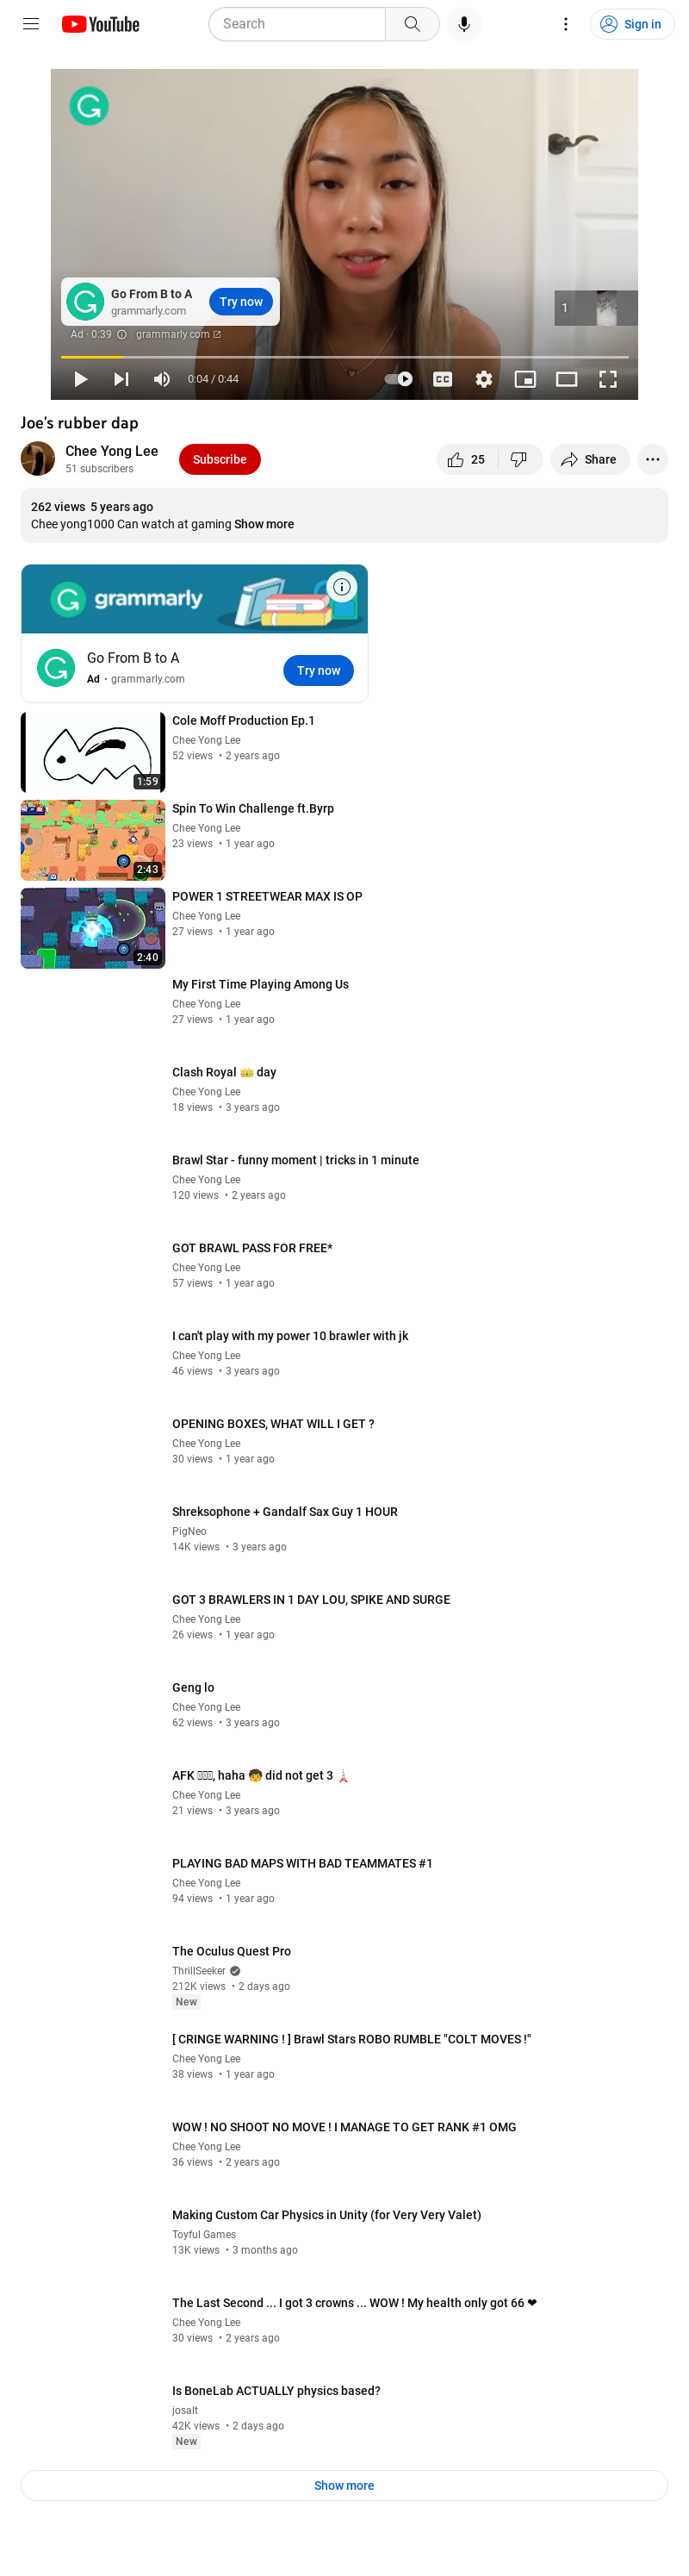 YouTube
Search
Sign in
Go From B to A
grammarly.com
Try now
1
Ad · 0:39
grammarly.com
0:04 / 0:44
CC
Joe's rubber dap
Chee Yong Lee
51 subscribers
Subscribe
25
Share
262 views 5 years ago
Chee yong1000 Can watch at gaming Show more
grammarly
Go From B to A
Ad · grammarly.com
Try now
1:59
Cole Moff Production Ep.1
Chee Yong Lee
52 views • 2 years ago
2:43
Spin To Win Challenge ft.Byrp
Chee Yong Lee
23 views • 1 year ago
2:40
POWER 1 STREETWEAR MAX IS OP
Chee Yong Lee
27 views • 1 year ago
My First Time Playing Among Us
Chee Yong Lee
27 views • 1 year ago
Clash Royal 👑 day
Chee Yong Lee
18 views • 3 years ago
Brawl Star - funny moment | tricks in 1 minute
Chee Yong Lee
120 views • 2 years ago
GOT BRAWL PASS FOR FREE*
Chee Yong Lee
57 views • 1 year ago
I can't play with my power 10 brawler with jk
Chee Yong Lee
46 views • 3 years ago
OPENING BOXES, WHAT WILL I GET ?
Chee Yong Lee
30 views • 1 year ago
Shreksophone + Gandalf Sax Guy 1 HOUR
PigNeo
14K views • 3 years ago
GOT 3 BRAWLERS IN 1 DAY LOU, SPIKE AND SURGE
Chee Yong Lee
26 views • 1 year ago
Geng lo
Chee Yong Lee
62 views • 3 years ago
AFK , haha 🧒 did not get 3 🗼
Chee Yong Lee
21 views • 3 years ago
PLAYING BAD MAPS WITH BAD TEAMMATES #1
Chee Yong Lee
94 views • 1 year ago
The Oculus Quest Pro
ThrillSeeker
212K views • 2 days ago
New
[ CRINGE WARNING ! ] Brawl Stars ROBO RUMBLE "COLT MOVES !"
Chee Yong Lee
38 views • 1 year ago
WOW ! NO SHOOT NO MOVE ! I MANAGE TO GET RANK #1 OMG
Chee Yong Lee
36 views • 2 years ago
Making Custom Car Physics in Unity (for Very Very Valet)
Toyful Games
13K views • 3 months ago
The Last Second ... I got 3 crowns ... WOW ! My health only got 66 ❤
Chee Yong Lee
30 views • 2 years ago
Is BoneLab ACTUALLY physics based?
josalt
42K views • 2 days ago
New
Show more